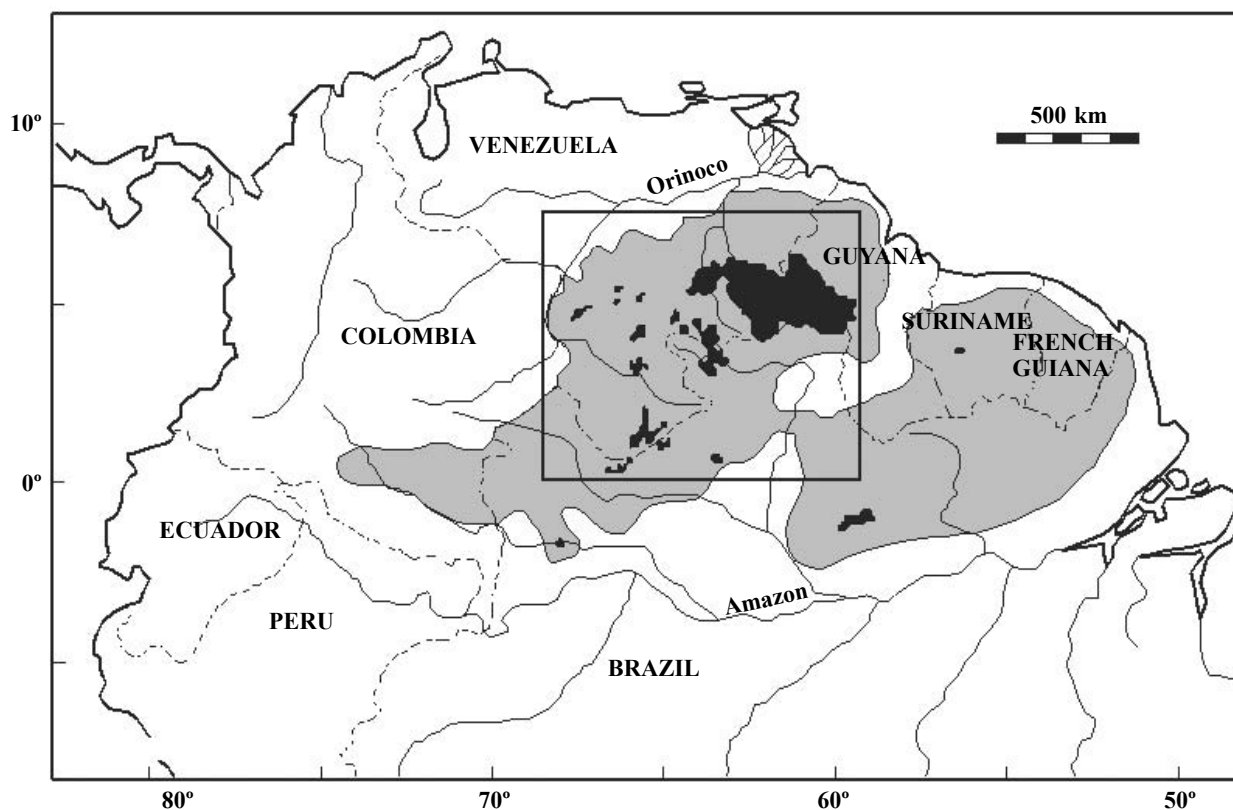 10º
500 km
VENEZUELA
Orinoco
GUYANA
COLOMBIA
SURINAME
FRENCH
GUIANA
0º
ECUADOR
Amazon
PERU
BRAZIL
80º
70º
60º
50º